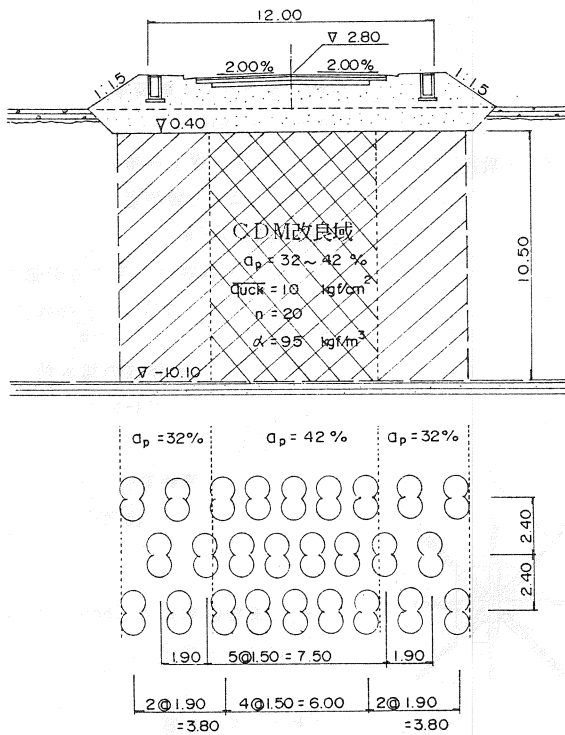 12.00
▽ 2.80
2.00%
2.00%
1:1.5
1:1.5
▽ 0.40
CDM改良域
ap = 32～42 %
quck = 10 kgf/cm2
n = 20
α = 95 kgf/m3
10.50
▽ -10.10
ap = 32%
ap = 42%
ap = 32%
2.40
2.40
1.90
5@1.50 = 7.50
1.90
2@1.90
= 3.80
4@1.50 = 6.00
2@1.90
= 3.80